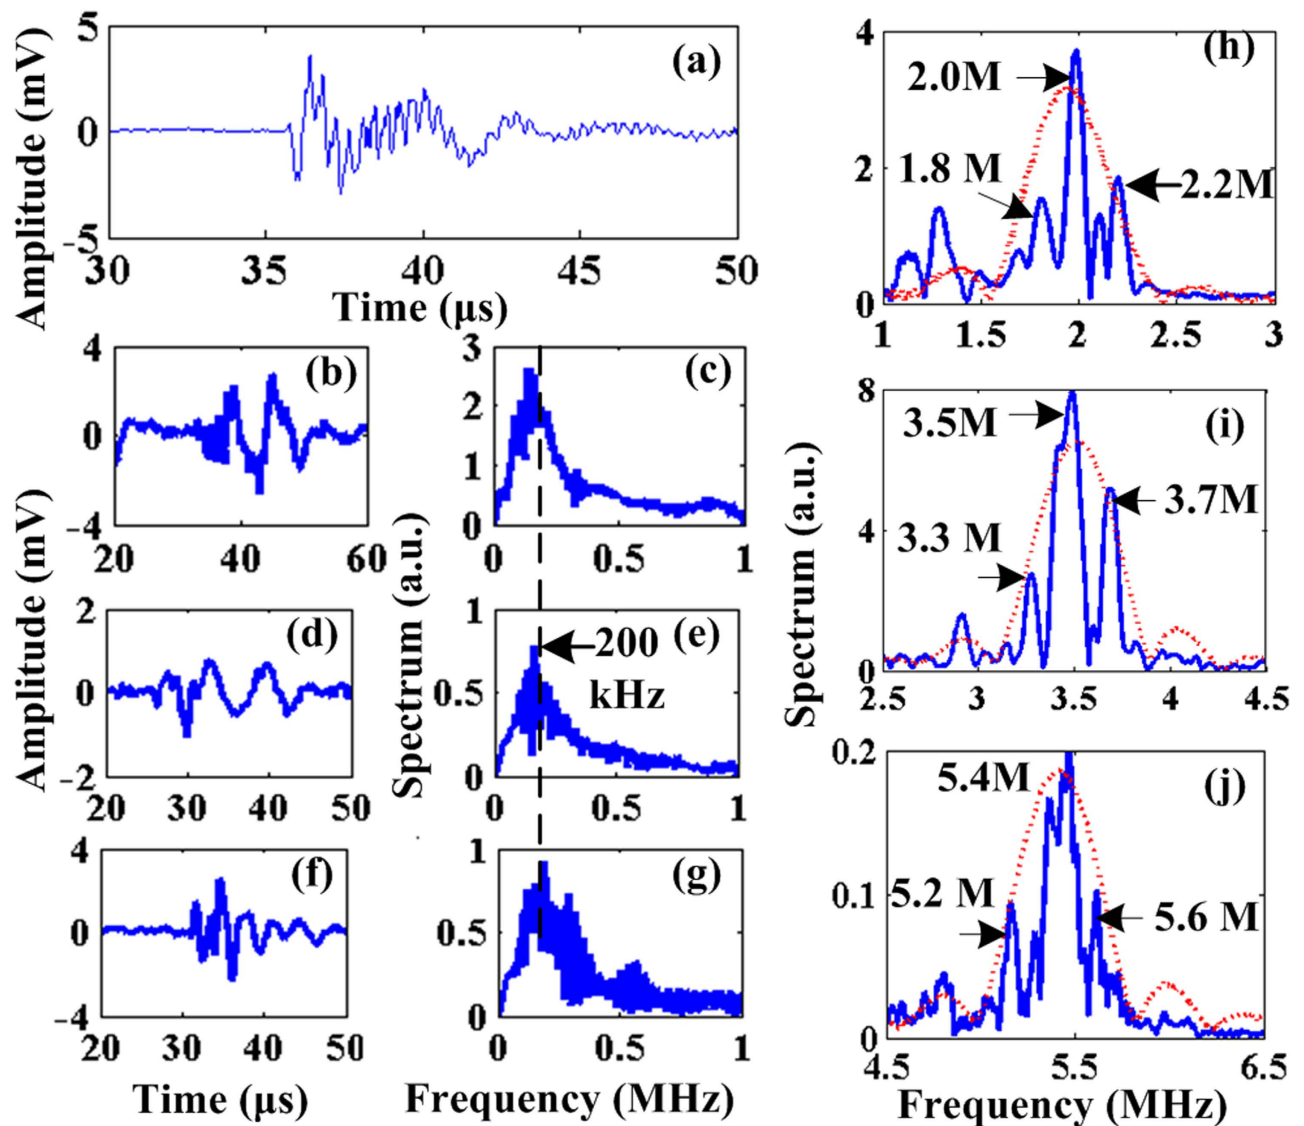 Amplitude (mV)
5
0
-5
(a)
30 35 40 45 50
Time (μs)
4
0
-4
(b)
20 40 60
3
2
1
0
(c)
0 0.5 1
Amplitude (mV)
2
0
-2
(d)
20 30 40 50
Spectrum (a.u.)
1
0.5
0
(e)
200
kHz
0 0.5 1
4
0
-4
(f)
20 30 40 50
Time (μs)
1
0.5
0
(g)
0 0.5 1
Frequency (MHz)
4
2
0
(h)
2.0M
1.8 M
2.2M
1 1.5 2 2.5 3
Spectrum (a.u.)
8
4
0
(i)
3.5M
3.7M
3.3 M
2.5 3 3.5 4 4.5
0.2
0.1
0
(j)
5.4M
5.2 M
5.6 M
4.5 5.5 6.5
Frequency (MHz)